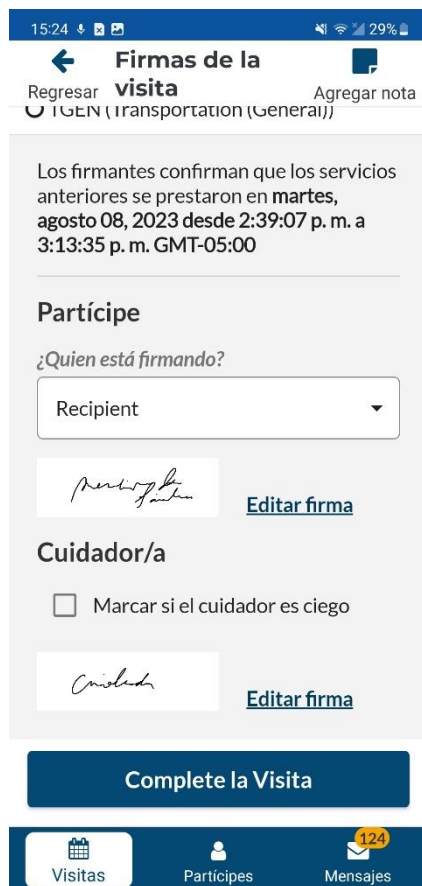 15:24 29%
Firmas de la
visita
Regresar
Agregar nota
TGEN (Transportation (General))
Los firmantes confirman que los servicios
anteriores se prestaron en martes,
agosto 08, 2023 desde 2:39:07 p. m. a
3:13:35 p. m. GMT-05:00
Partícipe
¿Quien está firmando?
Recipient
Editar firma
Cuidador/a
Marcar si el cuidador es ciego
Editar firma
Complete la Visita
124
Visitas Partícipes Mensajes